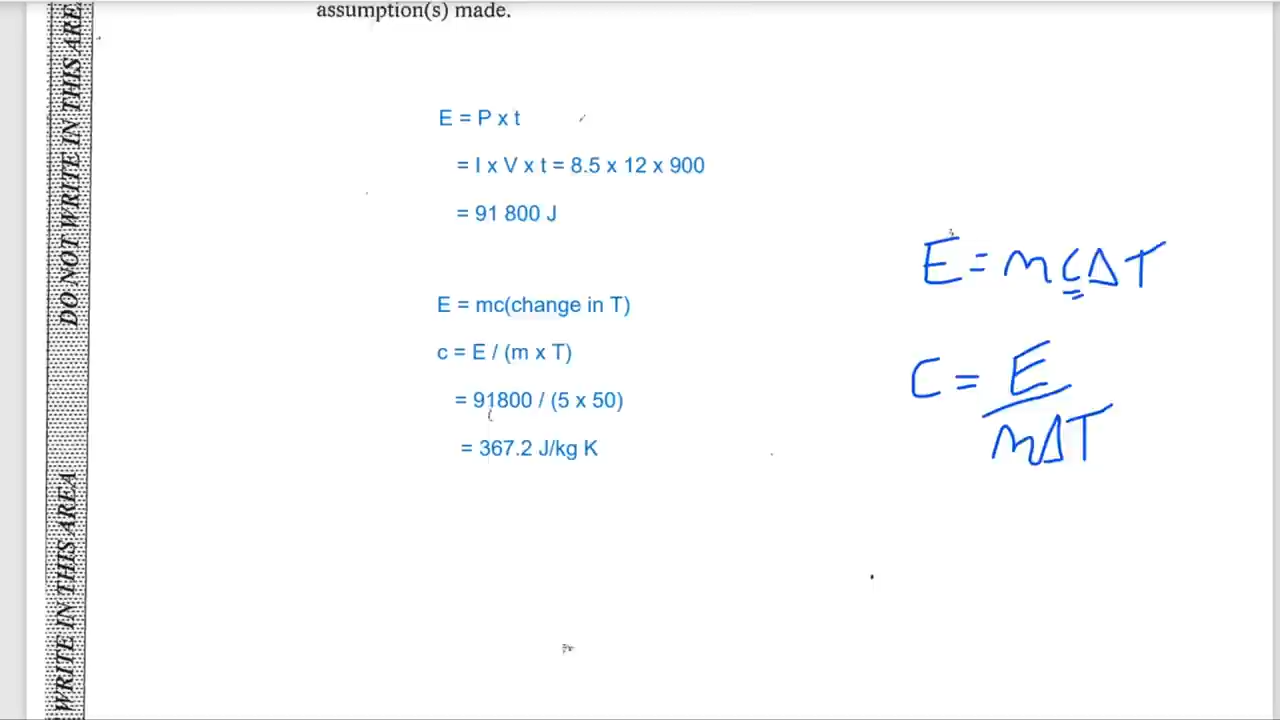 assumption(s) made.
DO NOT WRITE IN THIS ARE
WRITE IN THIS AREA
E = P x t
= I x V x t = 8.5 x 12 x 900
= 91 800 J
E = mc(change in T)
c = E / (m x T)
= 91800 / (5 x 50)
= 367.2 J/kg K
E = mcΔT
C = E
mΔT